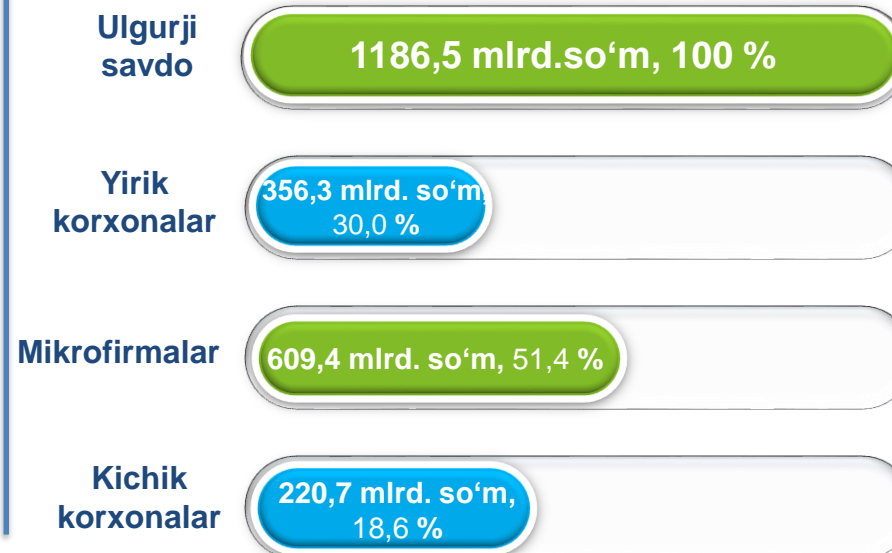 Ulgurji
savdo
1186,5 mlrd.so‘m, 100 %
Yirik
korxonalar
356,3 mlrd. so‘m,
30,0 %
Mikrofirmalar
609,4 mlrd. so‘m, 51,4 %
Kichik
korxonalar
220,7 mlrd. so‘m,
18,6 %